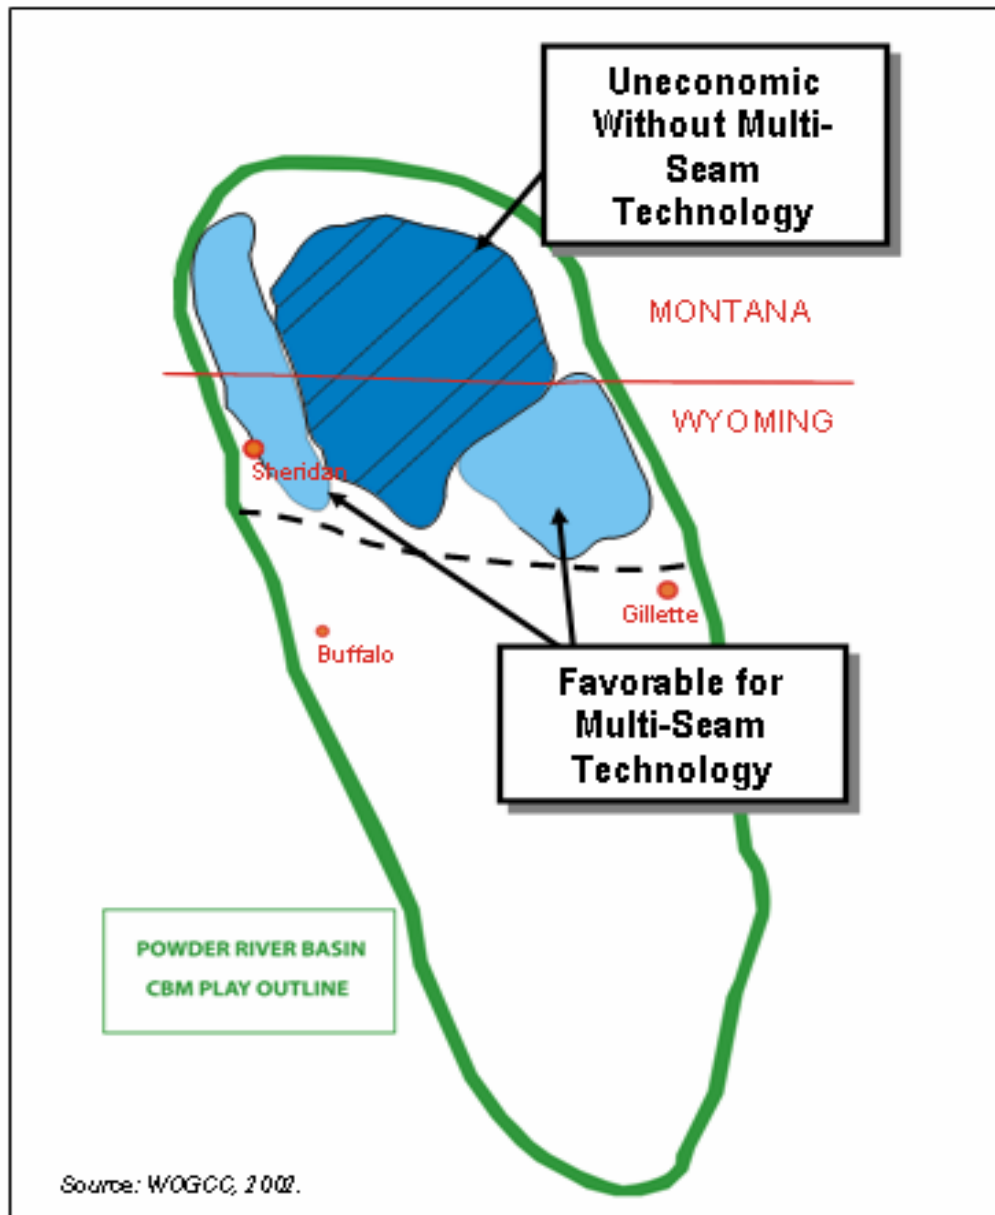 Uneconomic
Without Multi-
Seam
Technology
MONTANA
WYOMING
Sheridan
Gillette
Buffalo
Favorable for
Multi-Seam
Technology
POWDER RIVER BASIN
CBM PLAY OUTLINE
Source: WOGCC, 2002.